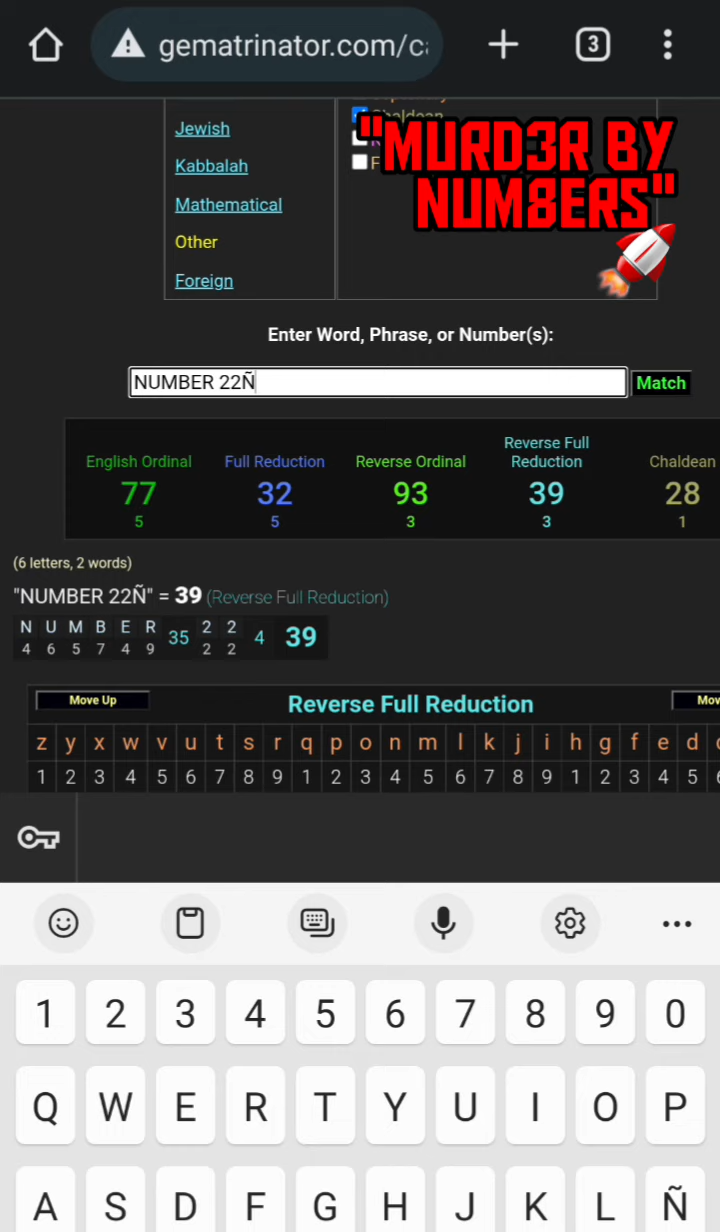 3
gematrinator.com/ca
Jewish
Kabbalah
Mathematical
Other
Foreign
Chaldean
F
"MURD3R BY
NUM8ERS"
Enter Word, Phrase, or Number(s):
NUMBER 22Ñ
Match
English Ordinal
77
5
Full Reduction
32
5
Reverse Ordinal
93
3
Reverse Full
Reduction
39
3
Chaldean
28
1
(6 letters, 2 words)
"NUMBER 22Ñ" = 39 (Reverse Full Reduction)
N U M B E R 35 2 2 4 39
4 6 5 7 4 9 2 2
Move Up
Reverse Full Reduction
Mov
z y x w v u t s r q p o n m l k j i h g f e d
1 2 3 4 5 6 7 8 9 1 2 3 4 5 6 7 8 9 1 2 3 4 5
1 2 3 4 5 6 7 8 9 0
Q W E R T Y U I O P
A S D F G H J K L Ñ